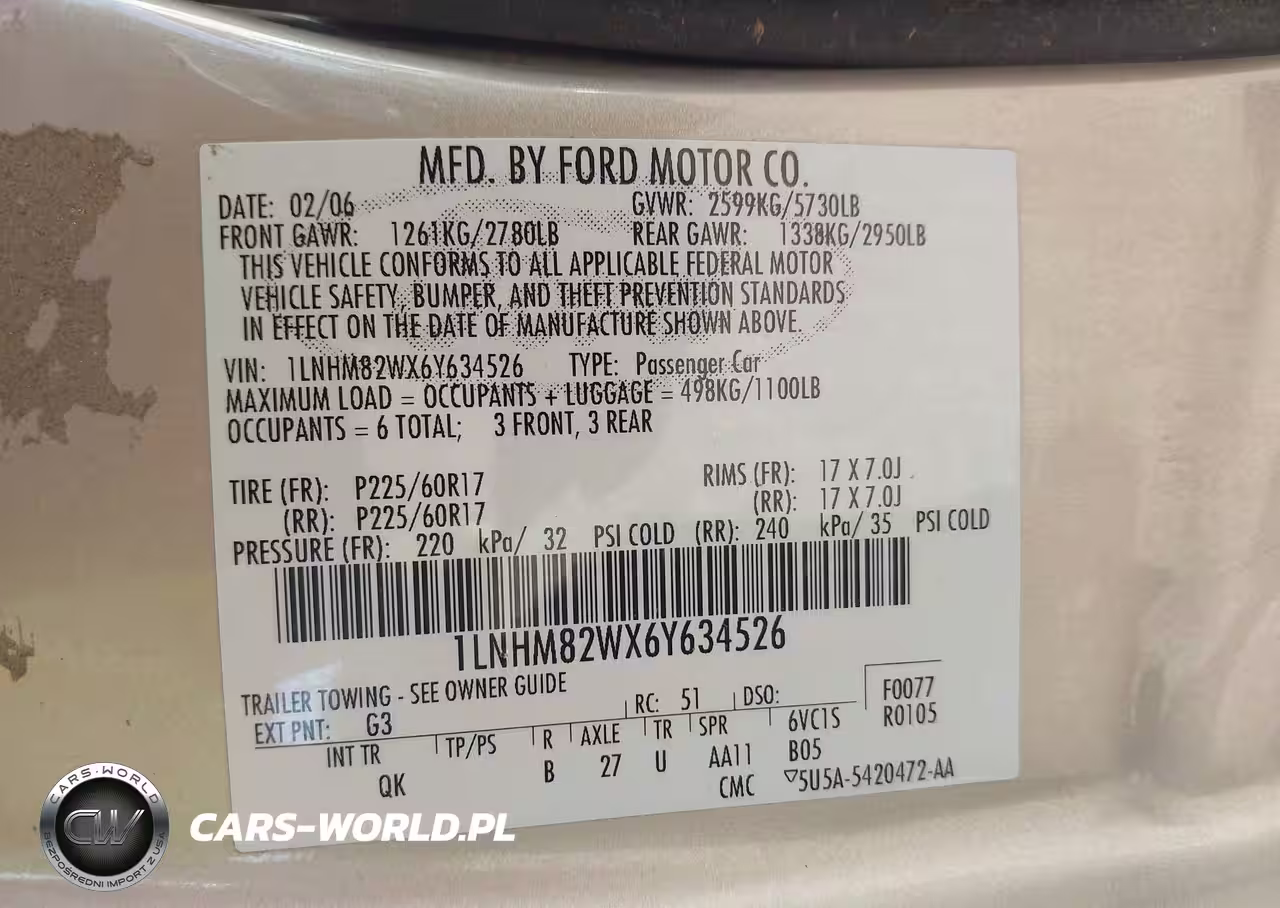 MFD. BY FORD MOTOR CO.
DATE: 02/06 GVWR: 2599KG/5730LB
FRONT GAWR: 1261KG/2780LB REAR GAWR: 1338KG/2950LB
THIS VEHICLE CONFORMS TO ALL APPLICABLE FEDERAL MOTOR
VEHICLE SAFETY, BUMPER, AND THEFT PREVENTION STANDARDS
IN EFFECT ON THE DATE OF MANUFACTURE SHOWN ABOVE.
VIN: 1LNHM82WX6Y634526 TYPE: Passenger Car
MAXIMUM LOAD = OCCUPANTS + LUGGAGE = 498KG/1100LB
OCCUPANTS = 6 TOTAL; 3 FRONT, 3 REAR
TIRE (FR): P225/60R17 RIMS (FR): 17 X 7.0J
(RR): P225/60R17 (RR): 17 X 7.0J
PRESSURE (FR): 220 kPa/ 32 PSI COLD (RR): 240 kPa/ 35 PSI COLD
1LNHM82WX6Y634526
TRAILER TOWING - SEE OWNER GUIDE
EXT PNT: G3 RC: 51 DSO: F0077
R0105
INT TR TP/PS R AXLE TR SPR 6VC1S
QK B 27 U AA11 B05
CMC ▽5U5A-5420472-AA
CARS-WORLD
CW
BEZPOŚREDNI IMPORT Z USA
CARS-WORLD.PL